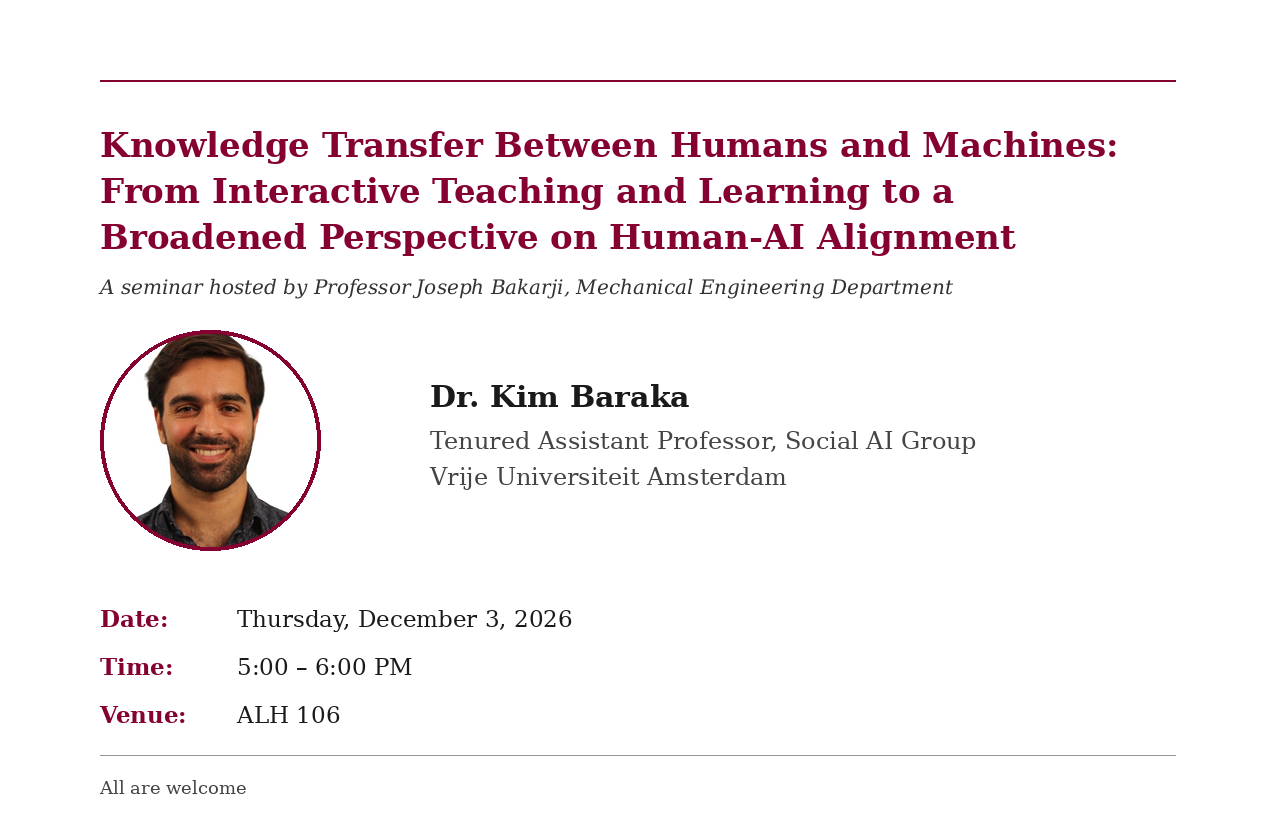 Knowledge Transfer Between Humans and Machines:
From Interactive Teaching and Learning to a
Broadened Perspective on Human-AI Alignment
A seminar hosted by Professor Joseph Bakarji, Mechanical Engineering Department
Dr. Kim Baraka
Tenured Assistant Professor, Social AI Group
Vrije Universiteit Amsterdam
Date: Thursday, December 3, 2026
Time: 5:00 – 6:00 PM
Venue: ALH 106
All are welcome